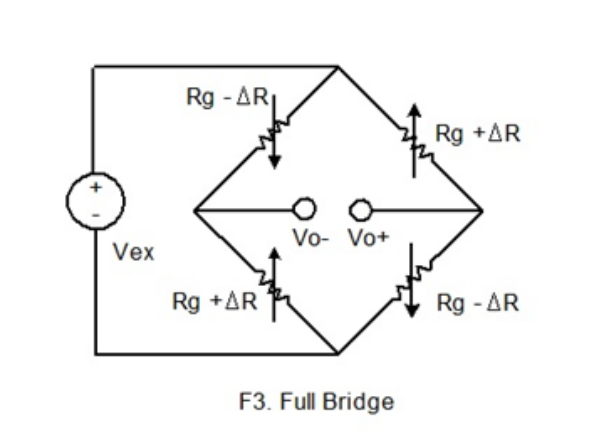 Rg - ΔR
Rg +ΔR
+
-
Vo- Vo+
Vex
Rg +ΔR
Rg - ΔR
F3. Full Bridge